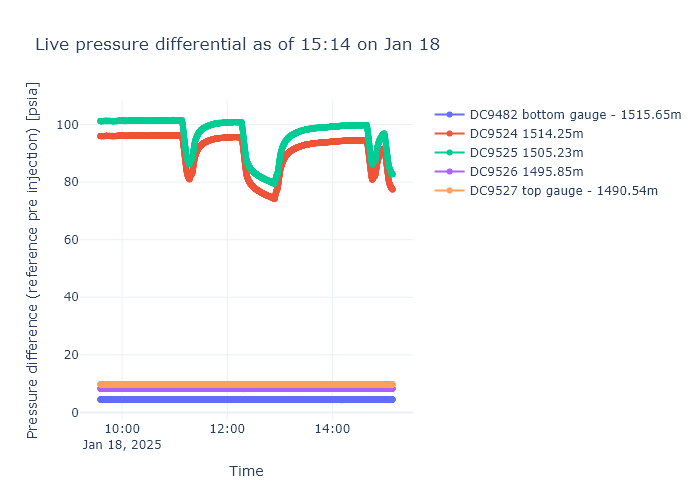 Live pressure differential as of 15:14 on Jan 18
Pressure difference (reference pre injection) [psia]
100
80
60
40
20
0
10:00
Jan 18, 2025
12:00
14:00
Time
DC9482 bottom gauge - 1515.65m
DC9524 1514.25m
DC9525 1505.23m
DC9526 1495.85m
DC9527 top gauge - 1490.54m